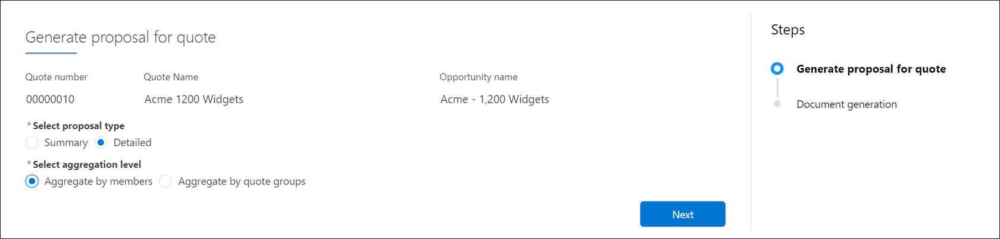 Generate proposal for quote
Quote number Quote Name Opportunity name
00000010 Acme 1200 Widgets Acme - 1,200 Widgets
* Select proposal type
Summary Detailed
* Select aggregation level
Aggregate by members Aggregate by quote groups
Next
Steps
Generate proposal for quote
Document generation